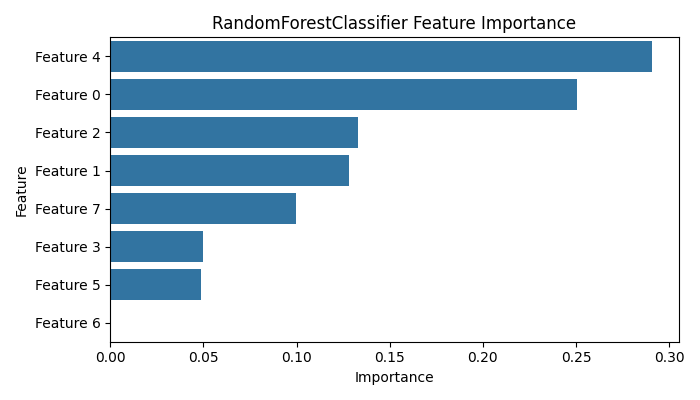 RandomForestClassifier Feature Importance
Feature 4
Feature 0
Feature 2
Feature 1
Feature 7
Feature 3
Feature 5
Feature 6
Feature
0.00 0.05 0.10 0.15 0.20 0.25 0.30
Importance